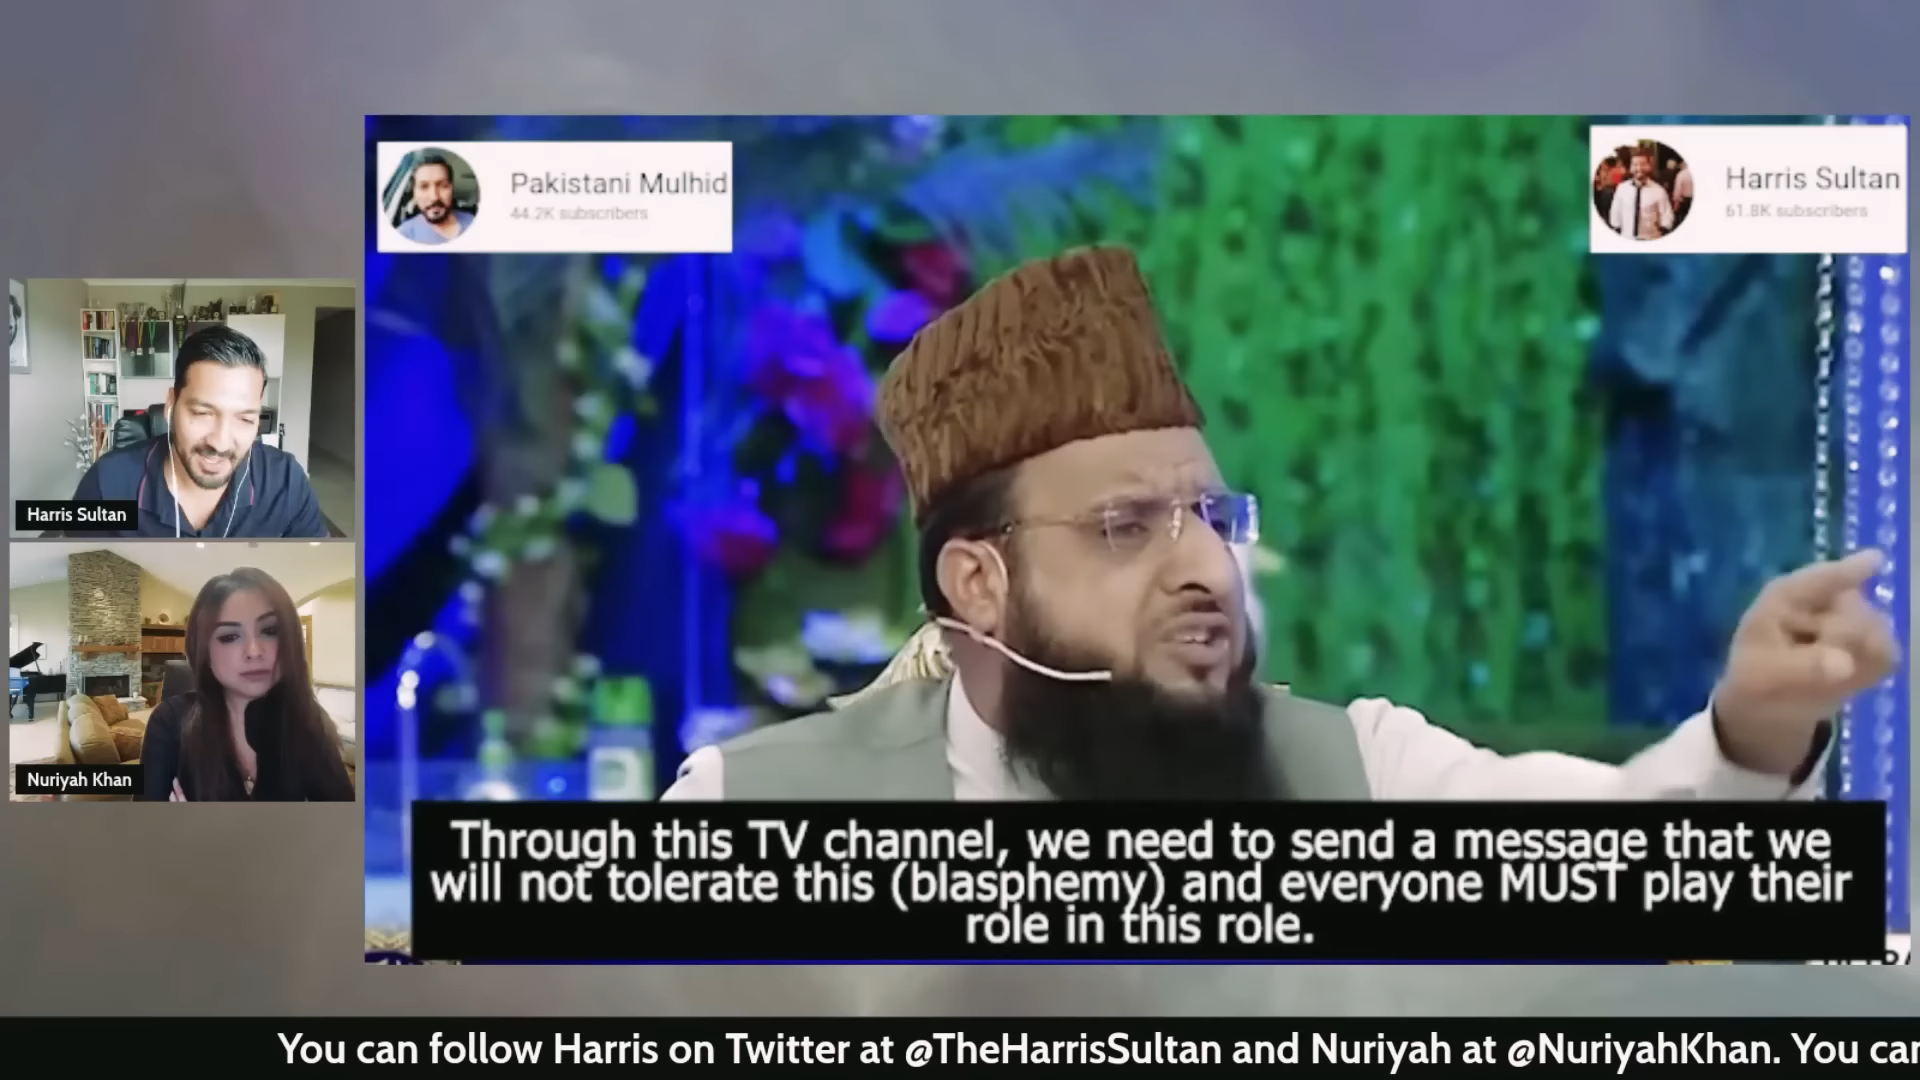 Pakistani Mulhid
44.2K subscribers
Harris Sultan
61.8K subscribers
Harris Sultan
Nuriyah Khan
Through this TV channel, we need to send a message that we
will not tolerate this (blasphemy) and everyone MUST play their
role in this role.
You can follow Harris on Twitter at @TheHarrisSultan and Nuriyah at @NuriyahKhan. You can